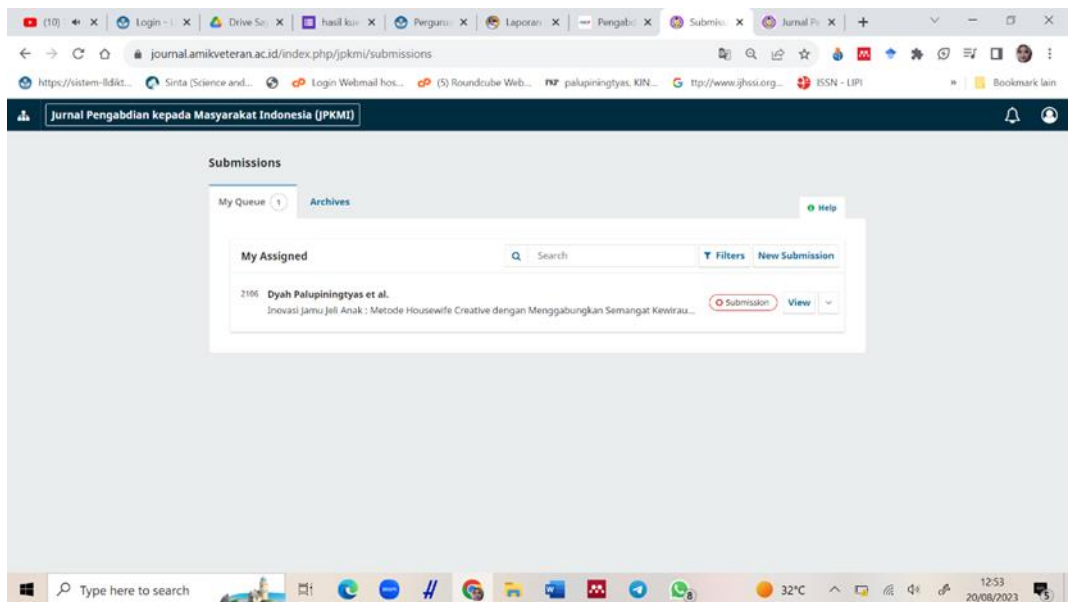 (10)
Login -
Drive Se
hasil kue
Perguru
Laporan
Pengabd
Submiss
Jurnal Pe
journal.amikveteran.ac.id/index.php/jpkmi/submissions
https://sistem-lldikt...
Sinta (Science and...
Login Webmail hos...
(5) Roundcube Web...
palupiningtyas, KIN...
ttp://www.ijhssi.org...
ISSN - LIPI
»
Bookmark lain
Jurnal Pengabdian kepada Masyarakat Indonesia (JPKMI)
Submissions
My Queue 1
Archives
Help
My Assigned
Search
Filters
New Submission
2106 Dyah Palupiningtyas et al.
Inovasi Jamu Jeli Anak : Metode Housewife Creative dengan Menggabungkan Semangat Kewirau...
Submission
View
Type here to search
32°C
12:53
20/08/2023